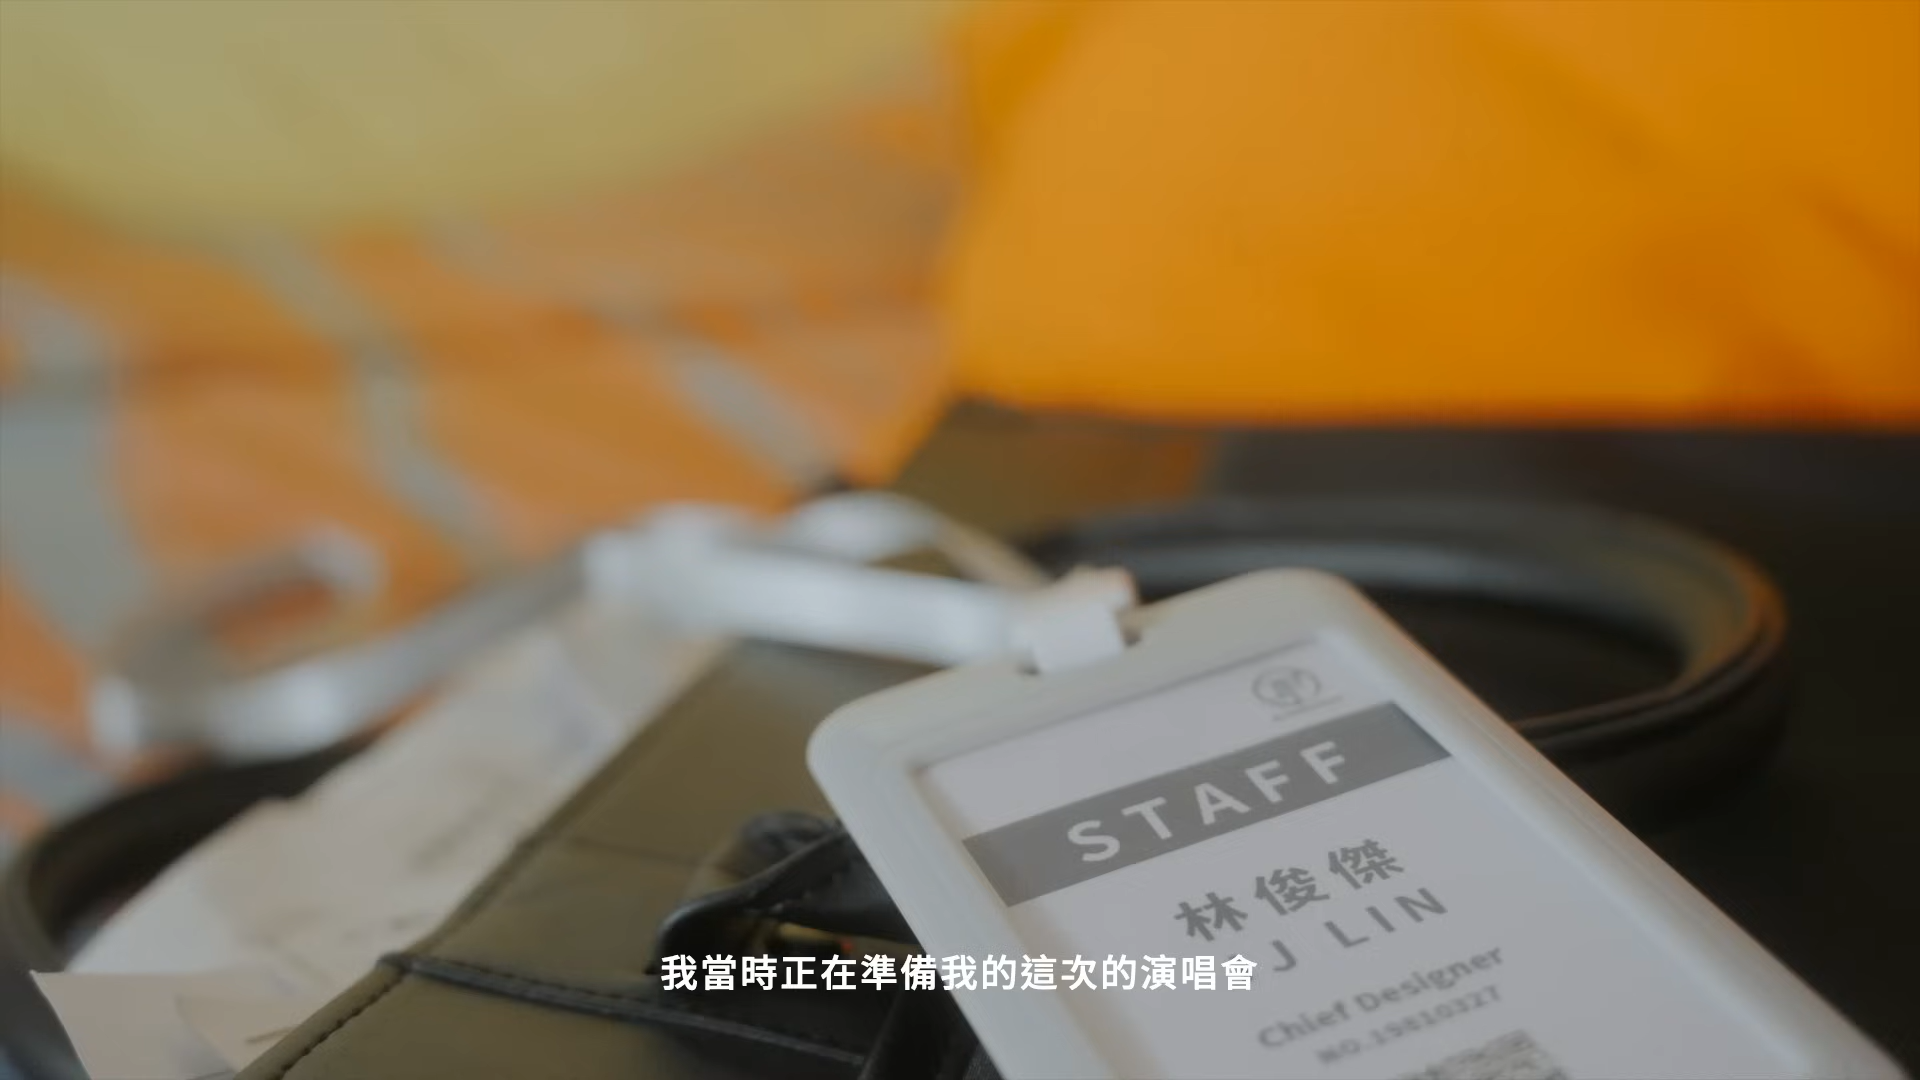 STAFF
林俊傑
JJ LIN
Chief Designer
NO.19810327
我當時正在準備我的這次的演唱會